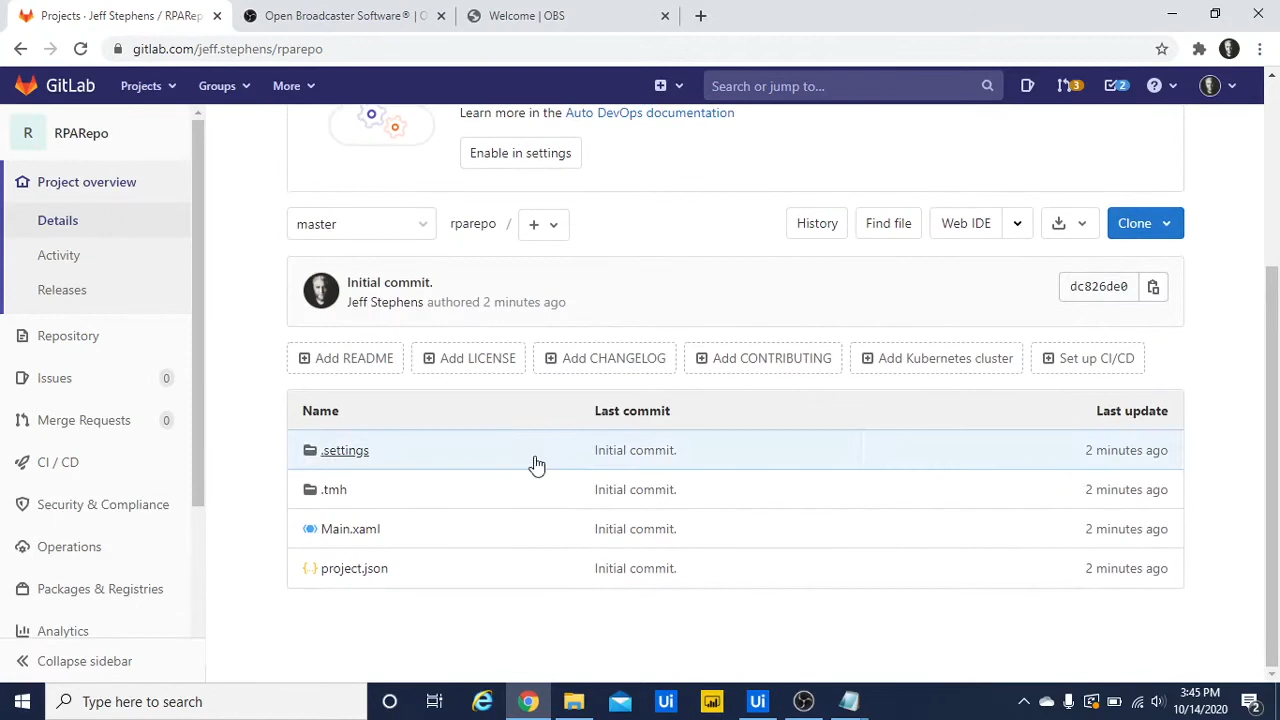 Projects · Jeff Stephens / RPARep
Open Broadcaster Software® | O
Welcome | OBS
gitlab.com/jeff.stephens/rparepo
GitLab Projects Groups More Search or jump to... 3 2
R RPARepo
Project overview
Details
Activity
Releases
Repository
Issues 0
Merge Requests 0
CI / CD
Security & Compliance
Operations
Packages & Registries
Analytics
Collapse sidebar
Learn more in the Auto DevOps documentation
Enable in settings
master rparepo / + History Find file Web IDE Clone
Initial commit.
Jeff Stephens authored 2 minutes ago
dc826de0
Add README Add LICENSE Add CHANGELOG Add CONTRIBUTING Add Kubernetes cluster Set up CI/CD
Name Last commit Last update
.settings Initial commit. 2 minutes ago
.tmh Initial commit. 2 minutes ago
Main.xaml Initial commit. 2 minutes ago
project.json Initial commit. 2 minutes ago
Type here to search
Ui Ui
3:45 PM
10/14/2020
2